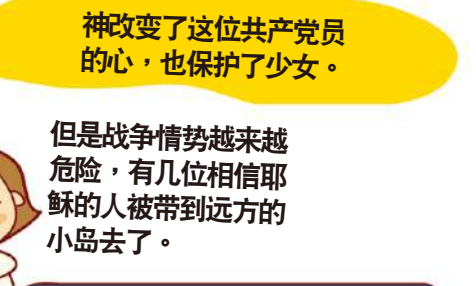 神改变了这位共产党员
的心，也保护了少女。
但是战争情势越来越
危险，有几位相信耶
稣的人被带到远方的
小岛去了。